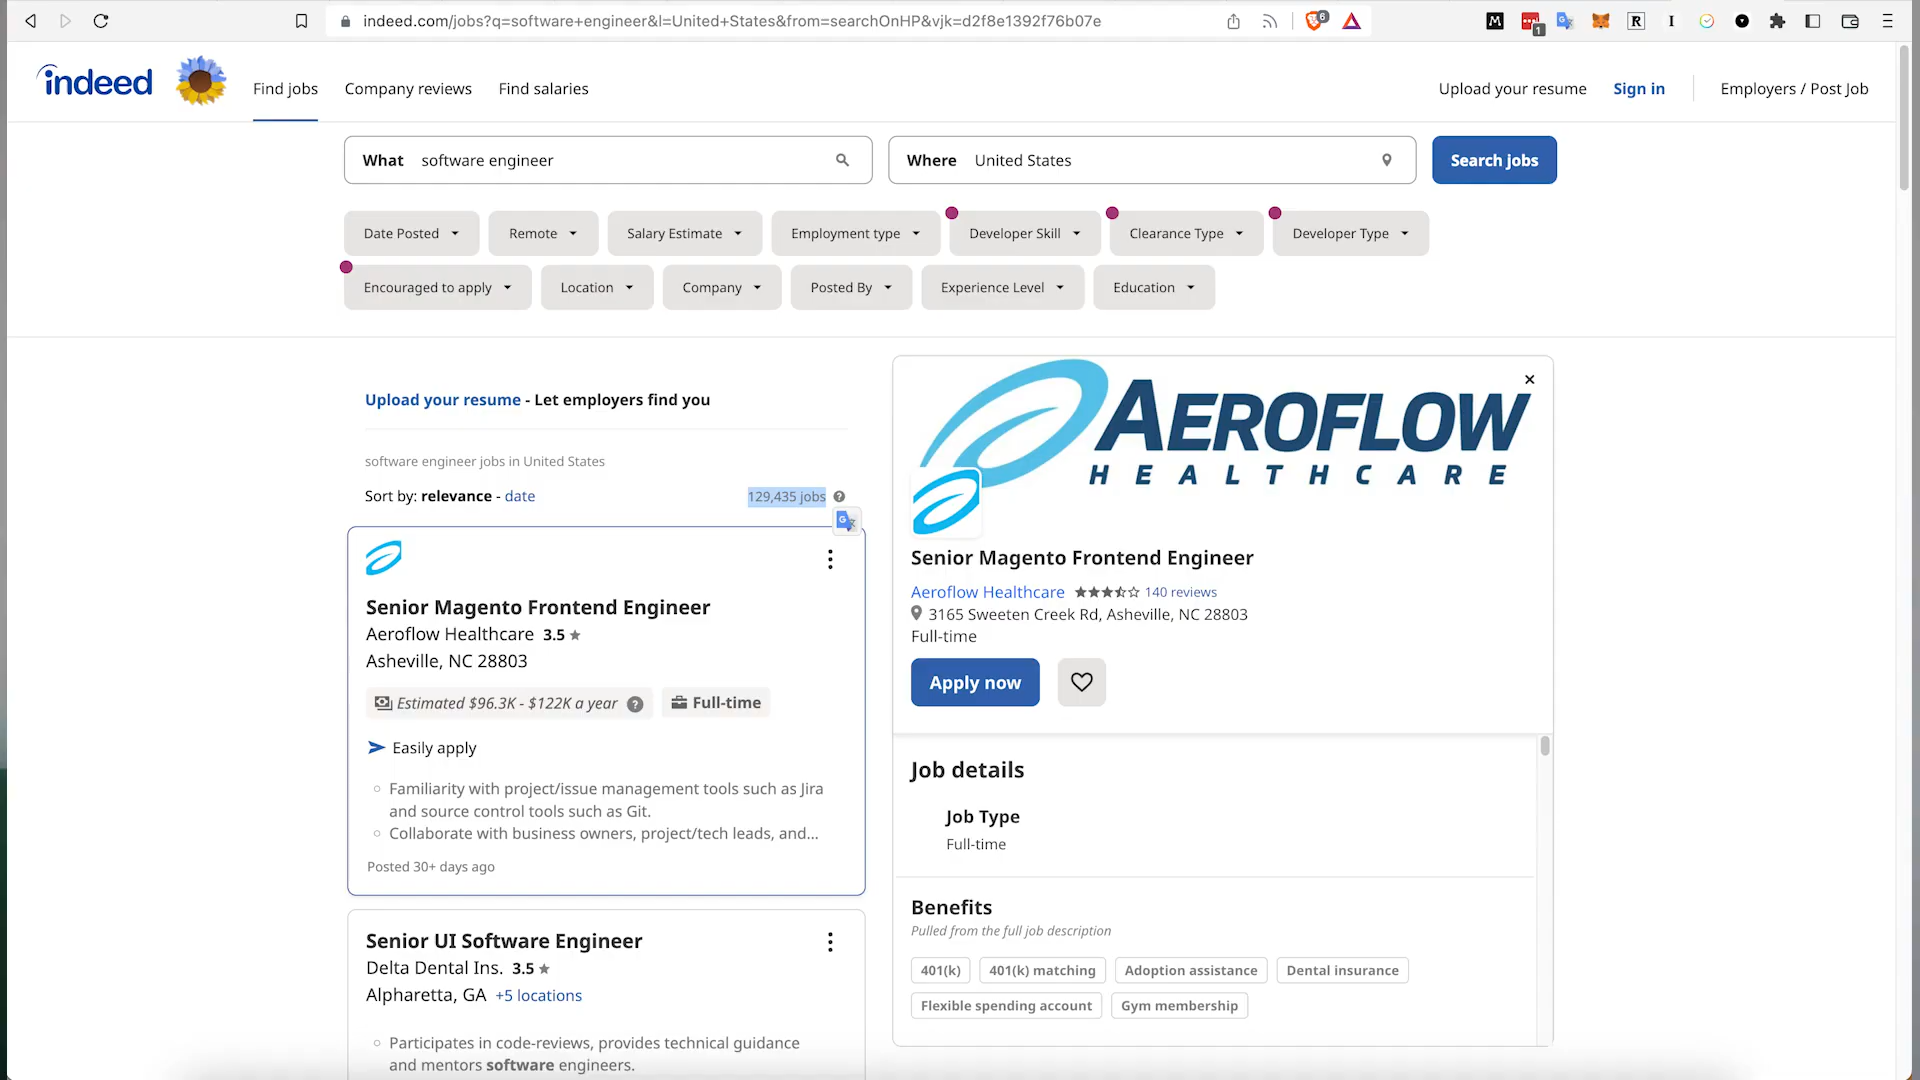 indeed.com/jobs?q=software+engineer&l=United+States&from=searchOnHP&vjk=d2f8e1392f76b07e
6
M
1
R
I
indeed
Find jobs
Company reviews
Find salaries
Upload your resume
Sign in
Employers / Post Job
What software engineer
Where United States
Search jobs
Date Posted
Remote
Salary Estimate
Employment type
Developer Skill
Clearance Type
Developer Type
Encouraged to apply
Location
Company
Posted By
Experience Level
Education
Upload your resume - Let employers find you
software engineer jobs in United States
Sort by: relevance - date
129,435 jobs
Senior Magento Frontend Engineer
Aeroflow Healthcare 3.5
Asheville, NC 28803
Estimated $96.3K - $122K a year
Full-time
Easily apply
Familiarity with project/issue management tools such as Jira
and source control tools such as Git.
Collaborate with business owners, project/tech leads, and...
Posted 30+ days ago
Senior UI Software Engineer
Delta Dental Ins. 3.5
Alpharetta, GA +5 locations
Participates in code-reviews, provides technical guidance
and mentors software engineers.
AEROFLOW
HEALTHCARE
Senior Magento Frontend Engineer
Aeroflow Healthcare
140 reviews
3165 Sweeten Creek Rd, Asheville, NC 28803
Full-time
Apply now
Job details
Job Type
Full-time
Benefits
Pulled from the full job description
401(k)
401(k) matching
Adoption assistance
Dental insurance
Flexible spending account
Gym membership